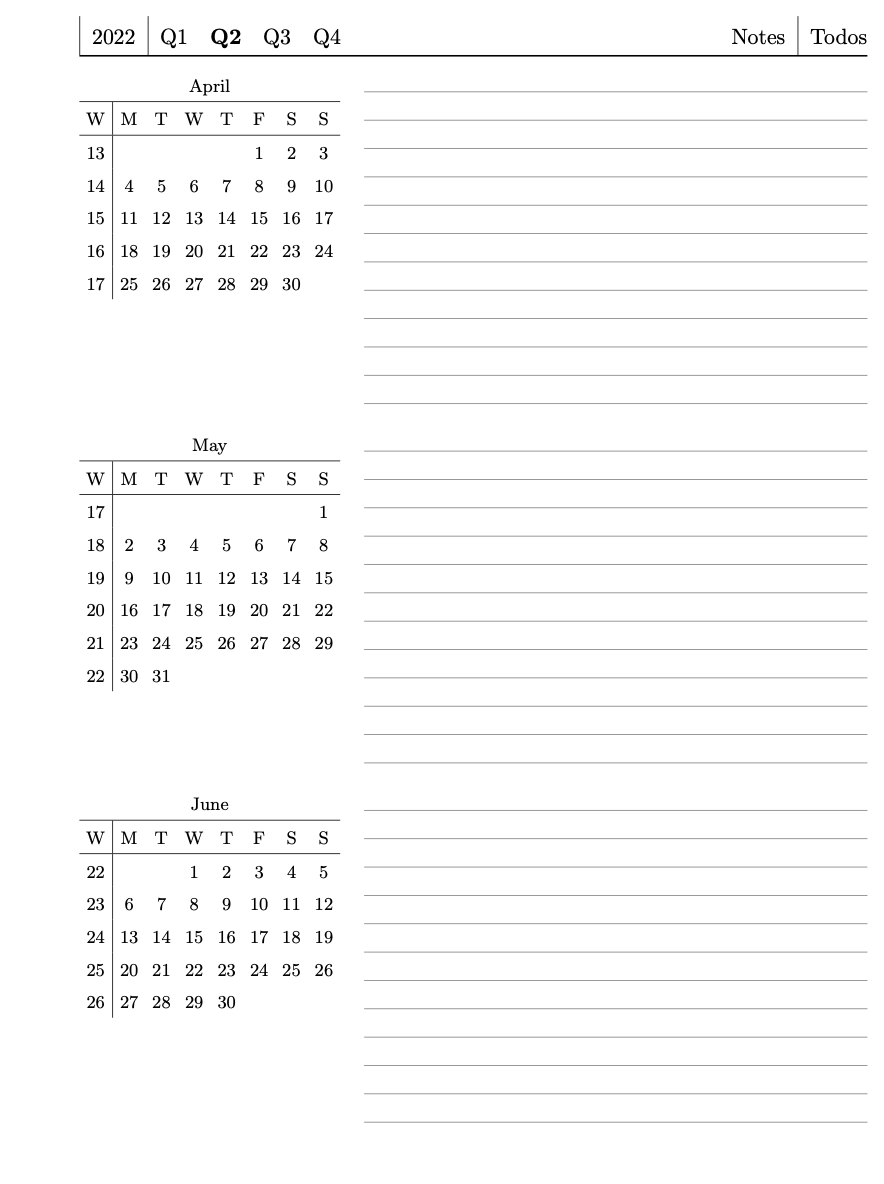 2022 Q1 Q2 Q3 Q4 Notes Todos
April
W M T W T F S S
13 1 2 3
14 4 5 6 7 8 9 10
15 11 12 13 14 15 16 17
16 18 19 20 21 22 23 24
17 25 26 27 28 29 30
May
W M T W T F S S
17 1
18 2 3 4 5 6 7 8
19 9 10 11 12 13 14 15
20 16 17 18 19 20 21 22
21 23 24 25 26 27 28 29
22 30 31
June
W M T W T F S S
22 1 2 3 4 5
23 6 7 8 9 10 11 12
24 13 14 15 16 17 18 19
25 20 21 22 23 24 25 26
26 27 28 29 30